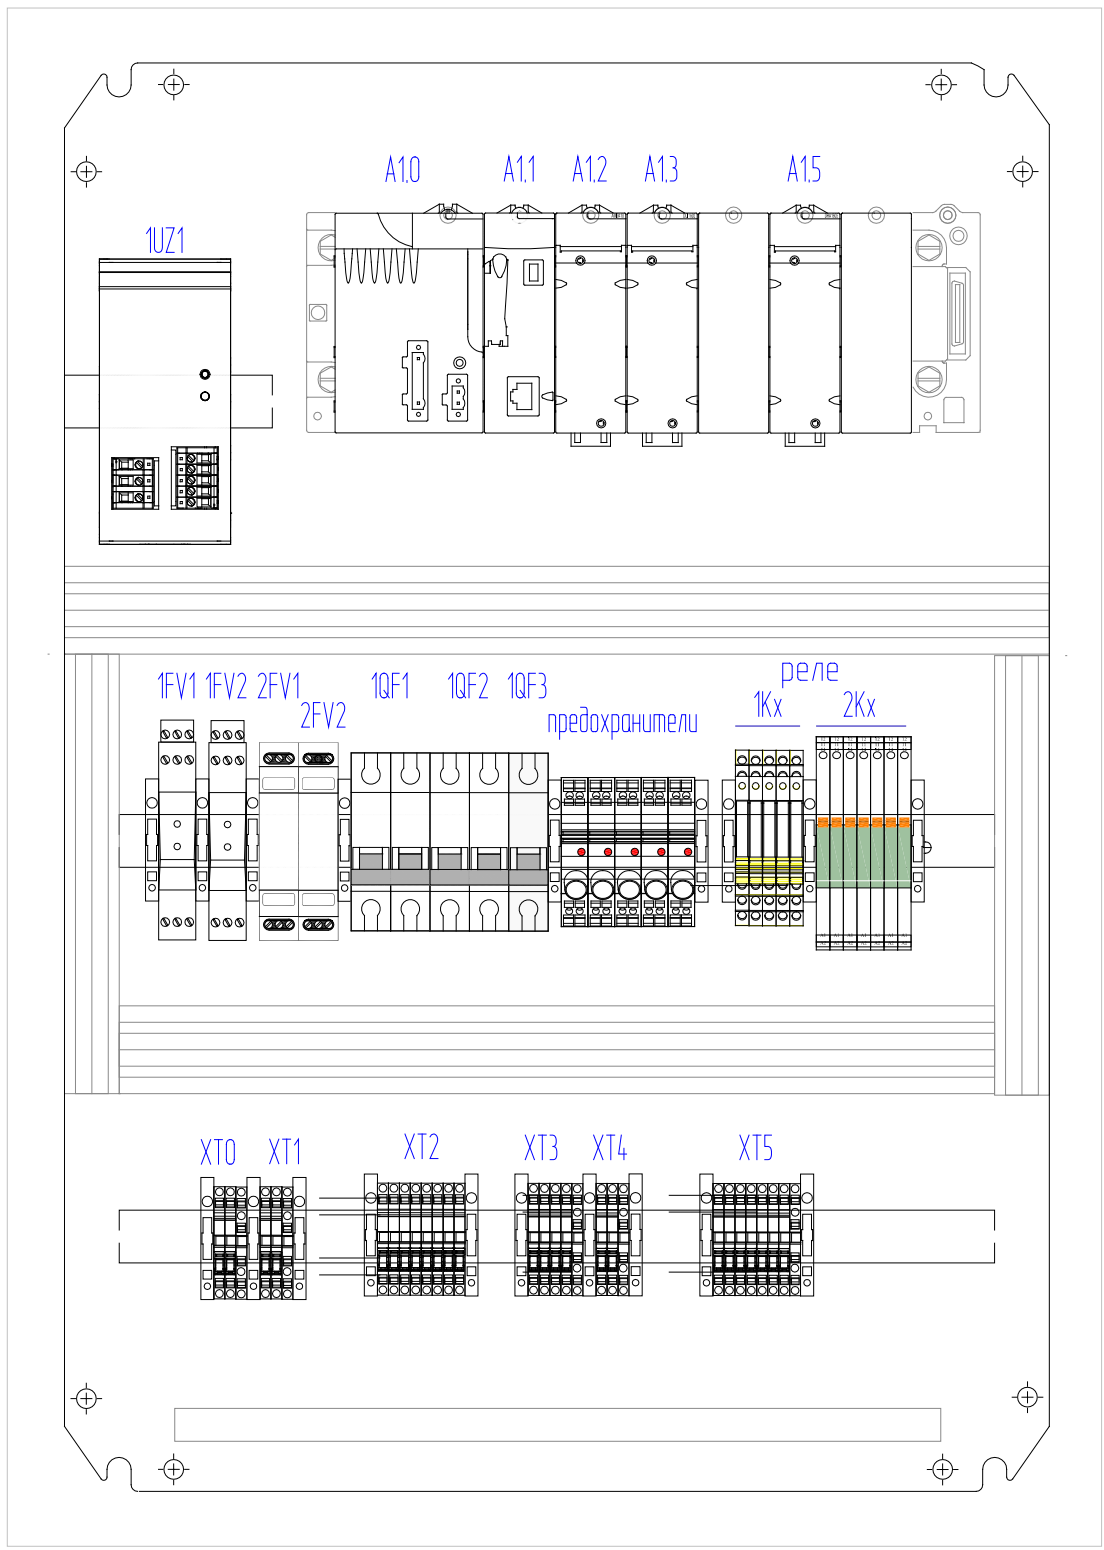 A1.0 A1.1 A1.2 A1.3 A1.5
1UZ1
реле
1FV1 1FV2 2FV1 1QF1 1QF2 1QF3
2FV2 предохранители 1Kx 2Kx
XT0 XT1 XT2 XT3 XT4 XT5